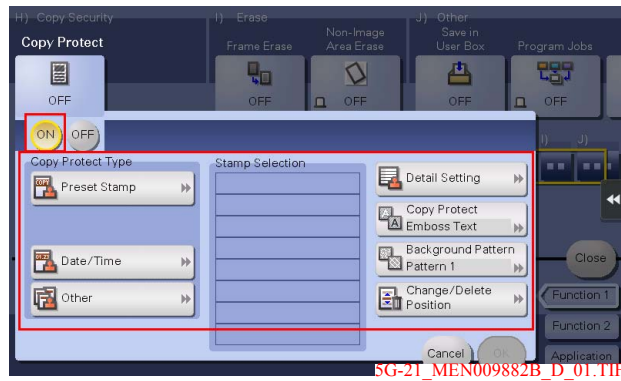 H) Copy Security
I) Erase
J) Other
Copy Protect
Frame Erase
Non-Image
Area Erase
Save in
User Box
Program Jobs
OFF
OFF
OFF
OFF
OFF
ON
OFF
I)
J)
Copy Protect Type
Preset Stamp
Date/Time
Other
Stamp Selection
Detail Setting
Copy Protect
Emboss Text
Background Pattern
Pattern 1
Change/Delete
Position
Close
Function 1
Function 2
Application
Cancel
OK
5G-21_MEN009882B_D_01.TIF